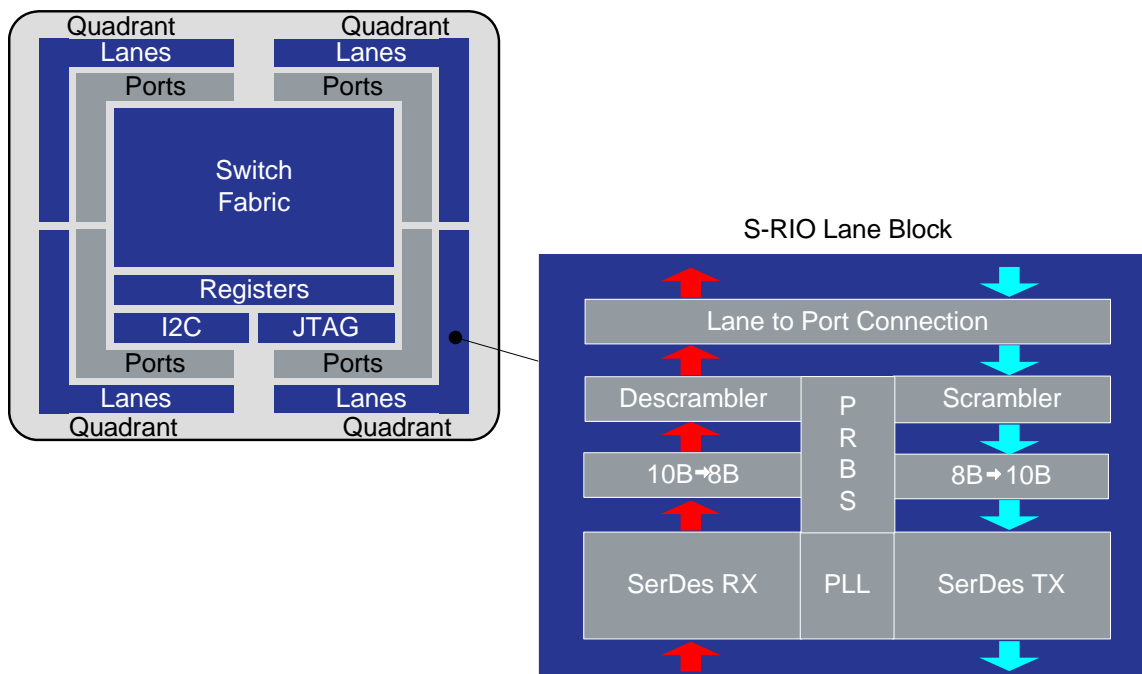 Quadrant
Quadrant
Lanes
Lanes
Ports
Ports
Switch
Fabric
Registers
I2C
JTAG
Ports
Ports
Lanes
Lanes
Quadrant
Quadrant
S-RIO Lane Block
Lane to Port Connection
Descrambler
P
R
B
S
Scrambler
10B→8B
8B→10B
SerDes RX
PLL
SerDes TX